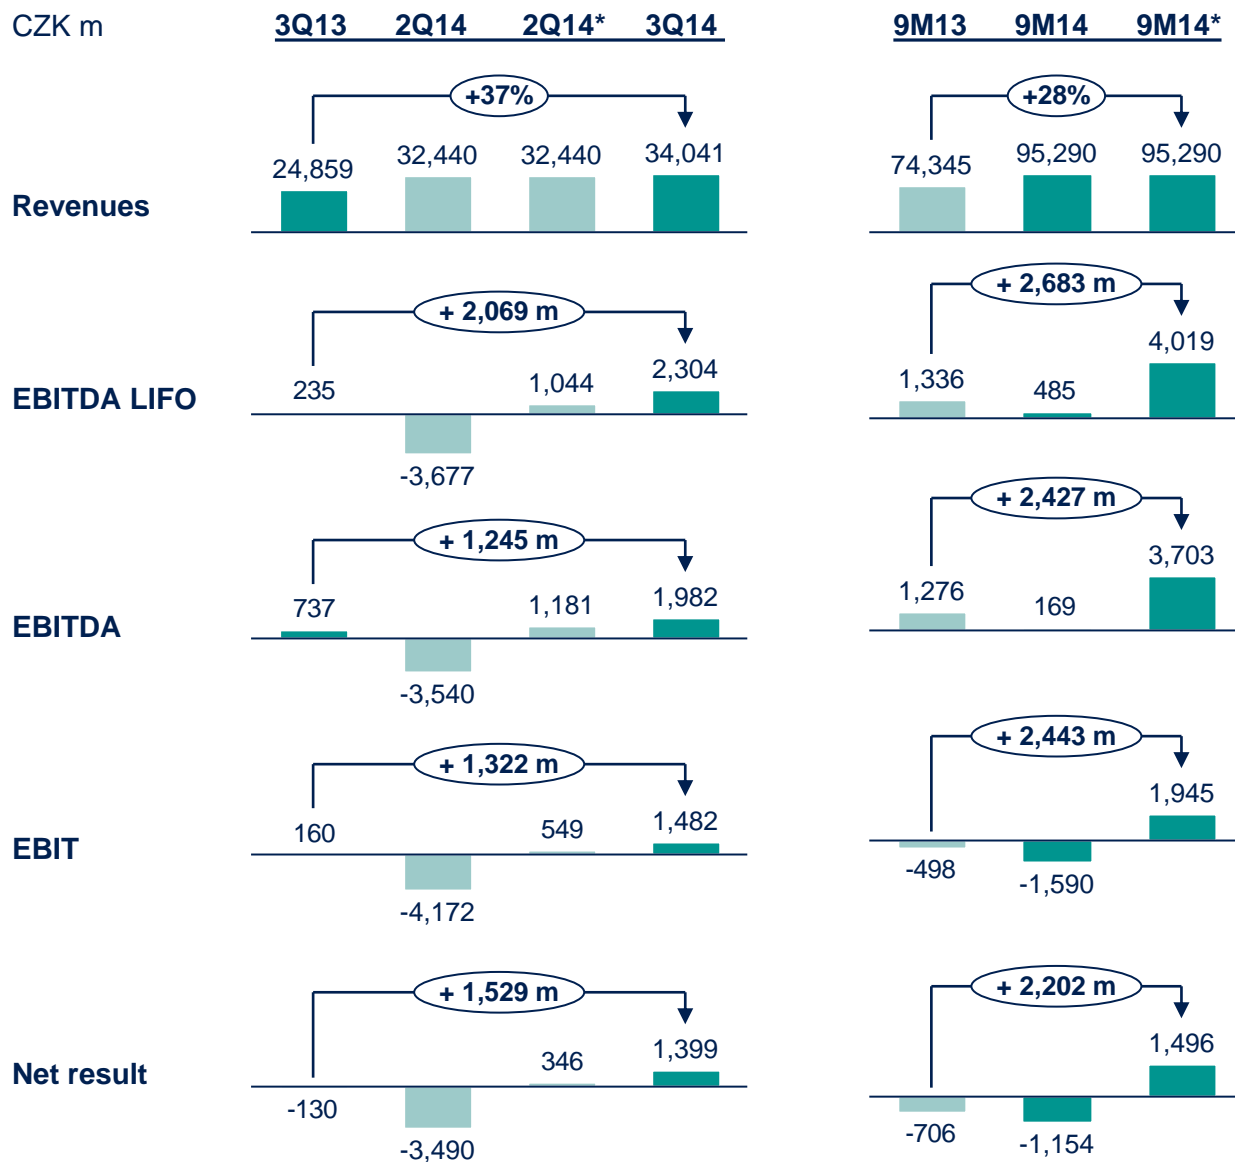 CZK m 3Q13 2Q14 2Q14* 3Q14 9M13 9M14 9M14*
+37% +28%
24,859 32,440 32,440 34,041 74,345 95,290 95,290
Revenues
+ 2,069 m + 2,683 m
235 1,044 2,304 1,336 485 4,019
EBITDA LIFO
-3,677
+ 1,245 m + 2,427 m
737 1,181 1,982 1,276 169 3,703
EBITDA
-3,540
+ 1,322 m + 2,443 m
160 549 1,482 1,945
EBIT
-4,172 -498 -1,590
+ 1,529 m + 2,202 m
346 1,399 1,496
Net result
-130 -3,490 -706 -1,154